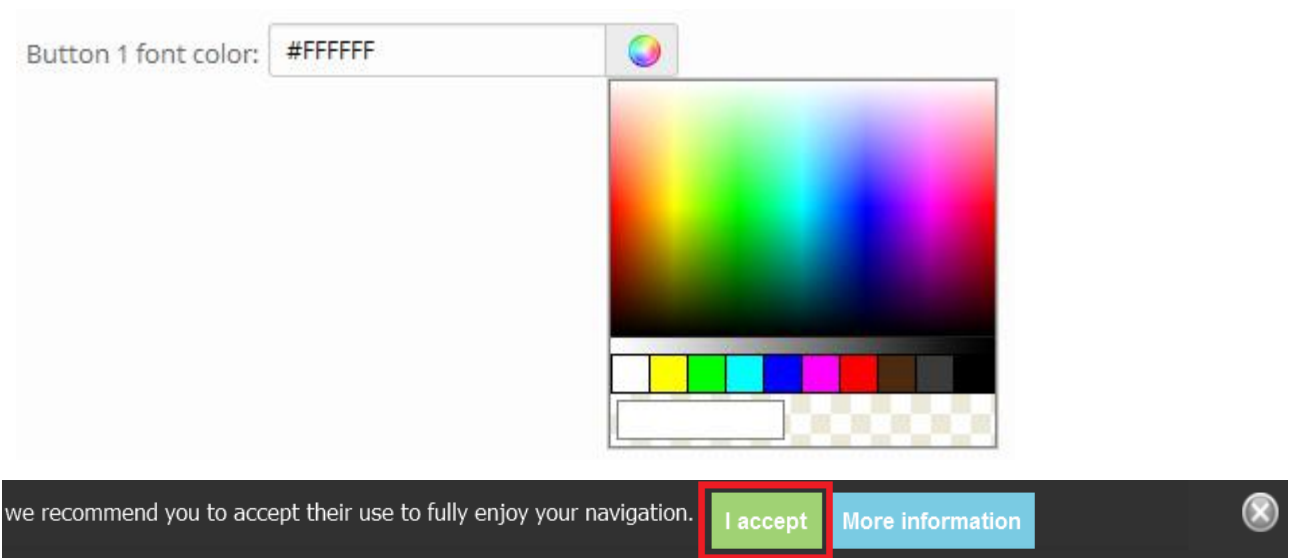 Button 1 font color: #FFFFFF
we recommend you to accept their use to fully enjoy your navigation. I accept More information